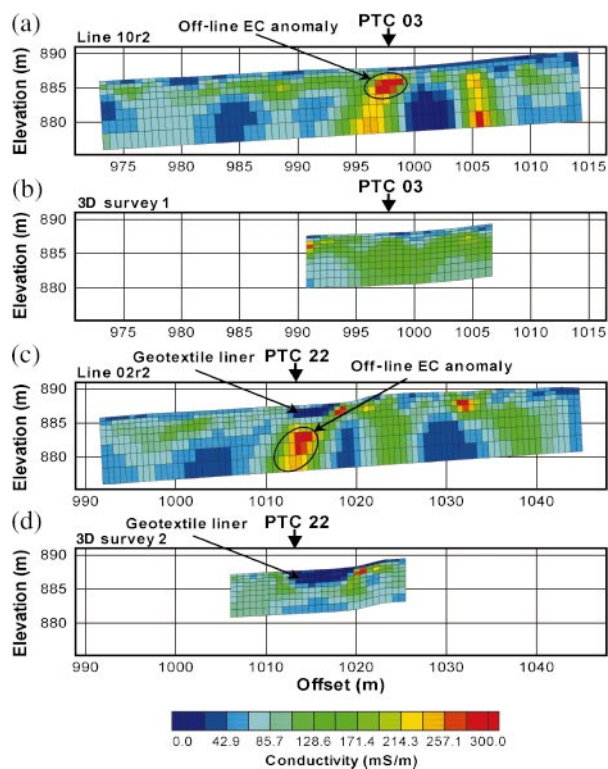 (a)
PTC 03
Off-line EC anomaly
Line 10r2
Elevation (m)
890
885
880
975 980 985 990 995 1000 1005 1010 1015
(b)
PTC 03
3D survey 1
Elevation (m)
890
885
880
975 980 985 990 995 1000 1005 1010 1015
(c)
Geotextile liner PTC 22
Off-line EC anomaly
Line 02r2
Elevation (m)
890
885
880
990 1000 1010 1020 1030 1040
(d)
Geotextile liner PTC 22
3D survey 2
Elevation (m)
890
885
880
990 1000 1010 1020 1030 1040
Offset (m)
0.0 42.9 85.7 128.6 171.4 214.3 257.1 300.0
Conductivity (mS/m)